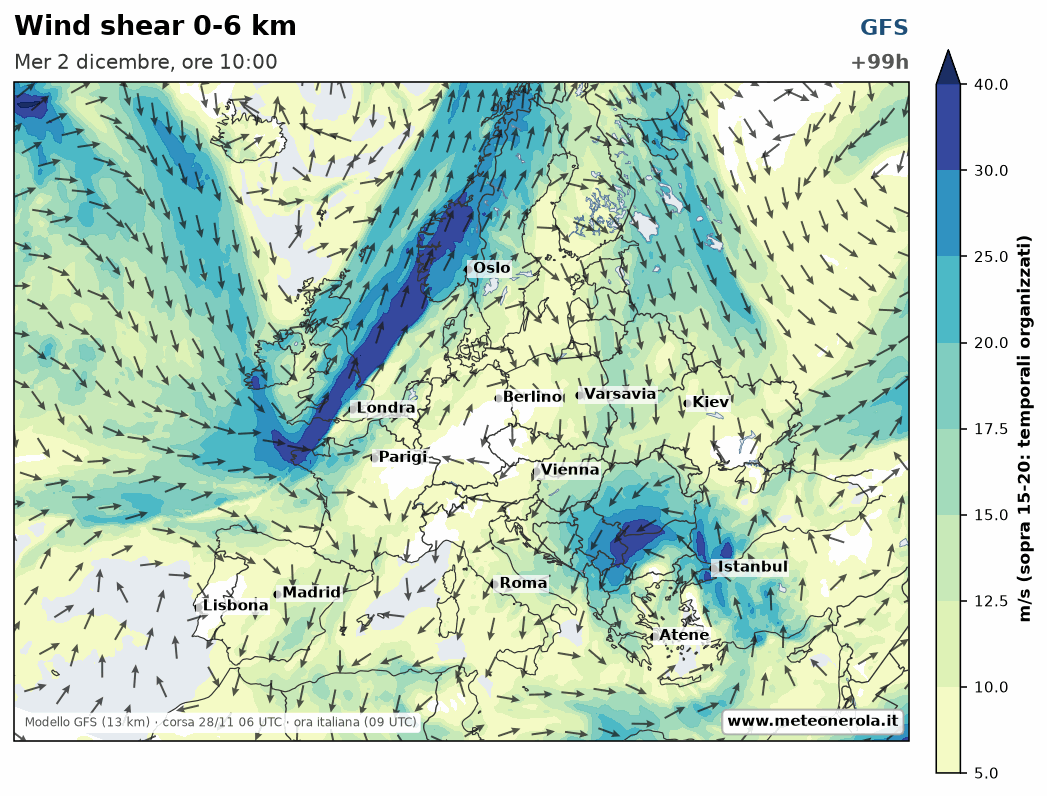 Wind shear 0-6 km
GFS
Mer 2 dicembre, ore 10:00
+99h
Oslo
Londra
Berlino
Varsavia
Kiev
Parigi
Vienna
Istanbul
Roma
Madrid
Lisbona
Atene
Modello GFS (13 km) · corsa 28/11 06 UTC · ora italiana (09 UTC)
www.meteonerola.it
40.0
30.0
25.0
20.0
17.5
15.0
12.5
10.0
5.0
m/s (sopra 15-20: temporali organizzati)